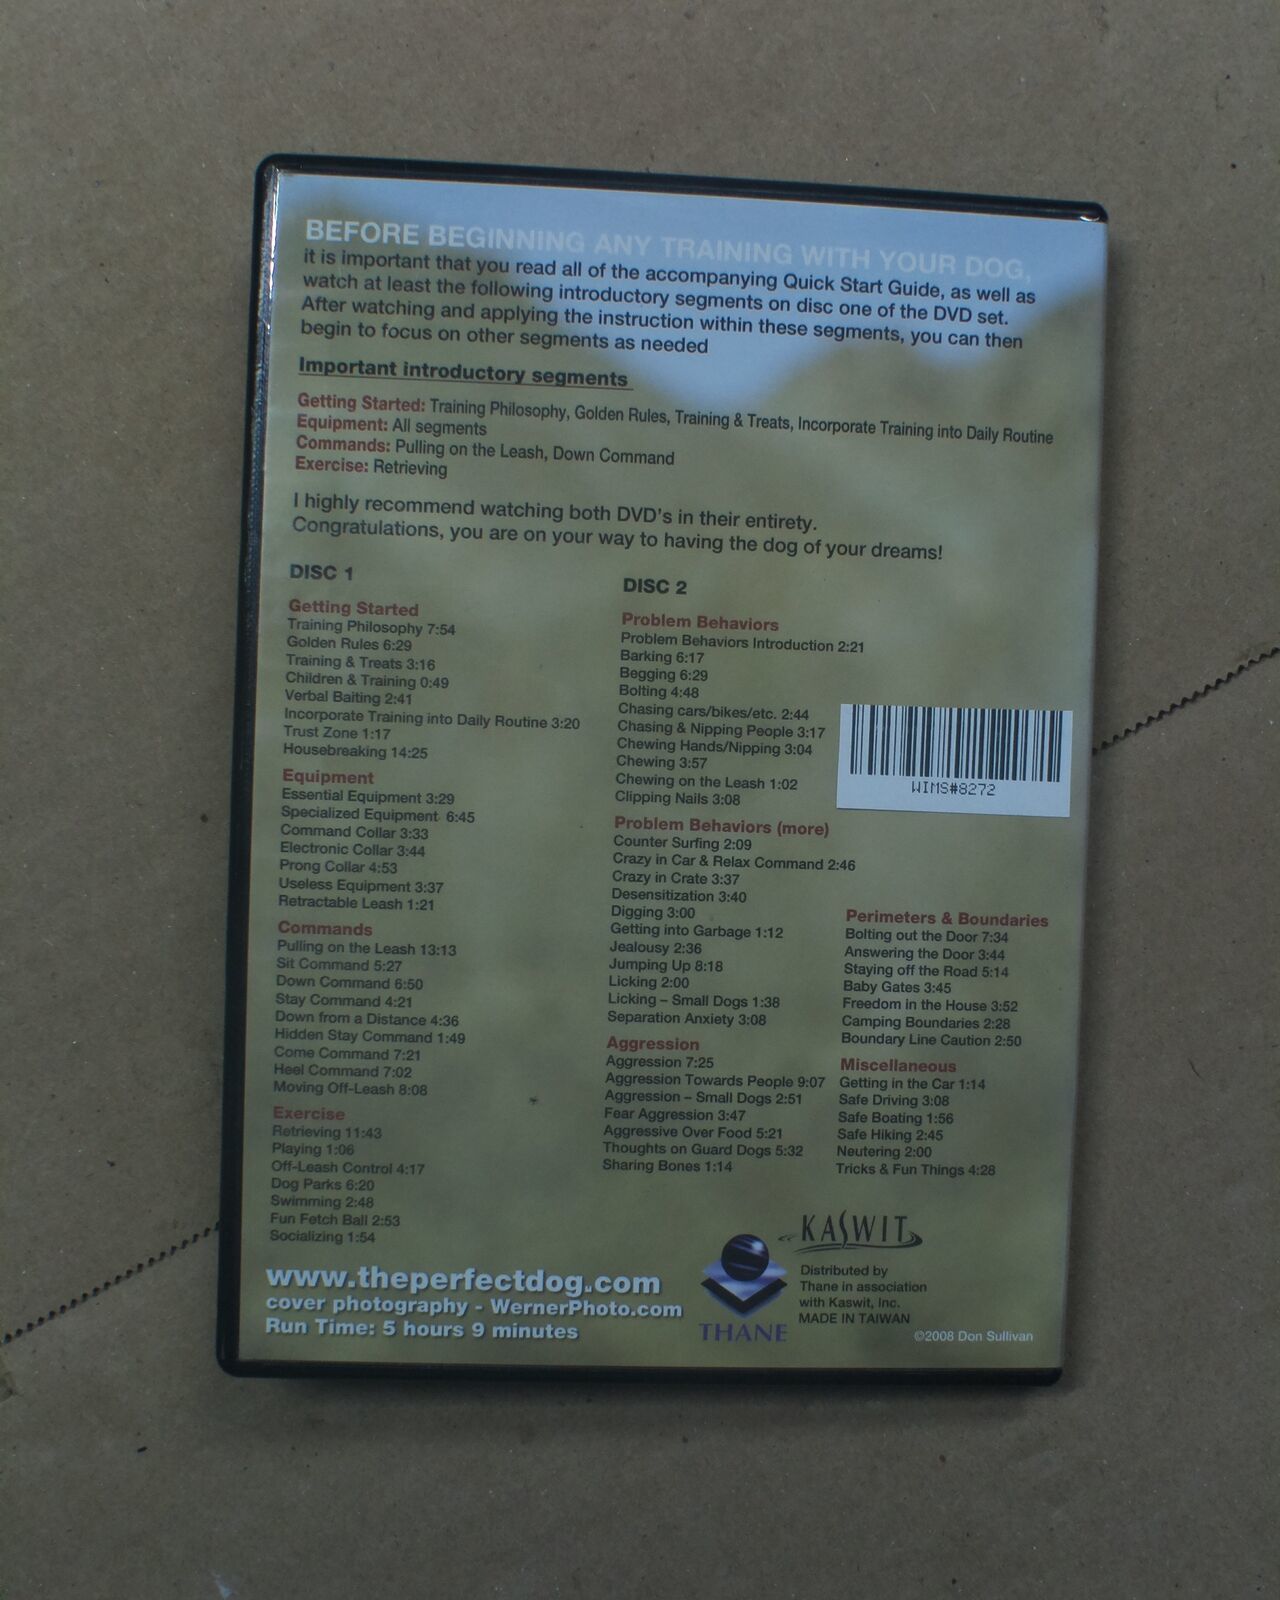 BEFORE BEGINNING ANY TRAINING WITH YOUR DOG,
it is important that you read all of the accompanying Quick Start Guide, as well as
watch at least the following introductory segments on disc one of the DVD set.
After watching and applying the instruction within these segments, you can then
begin to focus on other segments as needed
Important introductory segments
Getting Started: Training Philosophy, Golden Rules, Training & Treats, Incorporate Training into Daily Routine
Equipment: All segments
Commands: Pulling on the Leash, Down Command
Exercise: Retrieving
I highly recommend watching both DVD's in their entirety.
Congratulations, you are on your way to having the dog of your dreams!
DISC 1
Getting Started
Training Philosophy 7:54
Golden Rules 6:29
Training & Treats 3:16
Children & Training 0:49
Verbal Baiting 2:41
Incorporate Training into Daily Routine 3:20
Trust Zone 1:17
Housebreaking 14:25
Equipment
Essential Equipment 3:29
Specialized Equipment 6:45
Command Collar 3:33
Electronic Collar 3:44
Prong Collar 4:53
Useless Equipment 3:37
Retractable Leash 1:21
Commands
Pulling on the Leash 13:13
Sit Command 5:27
Down Command 6:50
Stay Command 4:21
Down from a Distance 4:36
Hidden Stay Command 1:49
Come Command 7:21
Heel Command 7:02
Moving Off-Leash 8:08
Exercise
Retrieving 11:43
Playing 1:06
Off-Leash Control 4:17
Dog Parks 6:20
Swimming 2:48
Fun Fetch Ball 2:53
Socializing 1:54
DISC 2
Problem Behaviors
Problem Behaviors Introduction 2:21
Barking 6:17
Begging 6:29
Bolting 4:48
Chasing cars/bikes/etc. 2:44
Chasing & Nipping People 3:17
Chewing Hands/Nipping 3:04
Chewing 3:57
Chewing on the Leash 1:02
Clipping Nails 3:08
Problem Behaviors (more)
Counter Surfing 2:09
Crazy in Car & Relax Command 2:46
Crazy in Crate 3:37
Desensitization 3:40
Digging 3:00
Getting into Garbage 1:12
Jealousy 2:36
Jumping Up 8:18
Licking 2:00
Licking – Small Dogs 1:38
Separation Anxiety 3:08
Aggression
Aggression 7:25
Aggression Towards People 9:07
Aggression – Small Dogs 2:51
Fear Aggression 3:47
Aggressive Over Food 5:21
Thoughts on Guard Dogs 5:32
Sharing Bones 1:14
WIMS#8272
Perimeters & Boundaries
Bolting out the Door 7:34
Answering the Door 3:44
Staying off the Road 5:14
Baby Gates 3:45
Freedom in the House 3:52
Camping Boundaries 2:28
Boundary Line Caution 2:50
Miscellaneous
Getting in the Car 1:14
Safe Driving 3:08
Safe Boating 1:56
Safe Hiking 2:45
Neutering 2:00
Tricks & Fun Things 4:28
www.theperfectdog.com
cover photography - WernerPhoto.com
Run Time: 5 hours 9 minutes
THANE
KASWIT
Distributed by
Thane in association
with Kaswit, Inc.
MADE IN TAIWAN
©2008 Don Sullivan